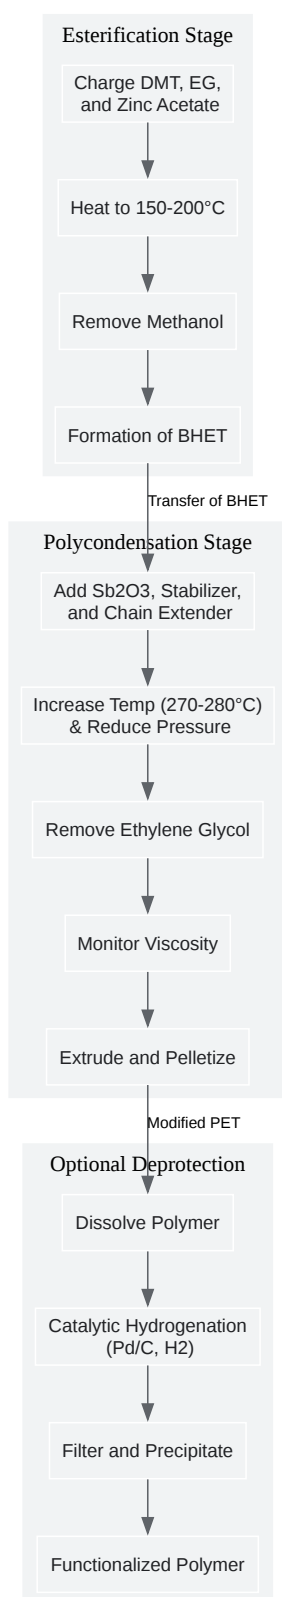 Esterification Stage
Charge DMT, EG,
and Zinc Acetate
Heat to 150-200°C
Remove Methanol
Formation of BHET
Transfer of BHET
Polycondensation Stage
Add Sb2O3, Stabilizer,
and Chain Extender
Increase Temp (270-280°C)
& Reduce Pressure
Remove Ethylene Glycol
Monitor Viscosity
Extrude and Pelletize
Modified PET
Optional Deprotection
Dissolve Polymer
Catalytic Hydrogenation
(Pd/C, H2)
Filter and Precipitate
Functionalized Polymer